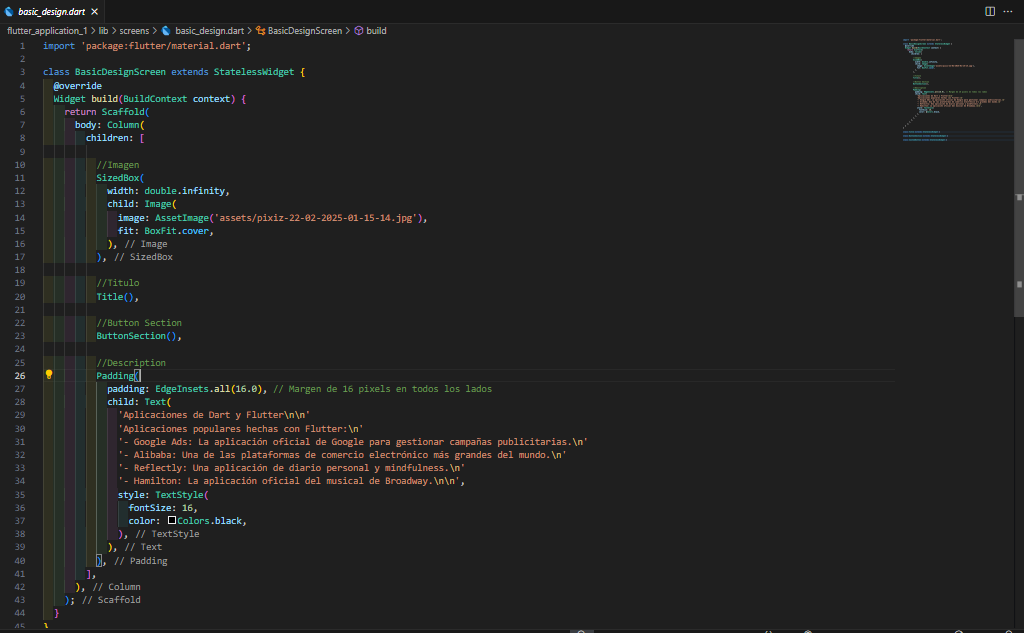 basic_design.dart
flutter_application_1 > lib > screens > basic_design.dart > BasicDesignScreen > build
1 import 'package:flutter/material.dart';
2
3 class BasicDesignScreen extends StatelessWidget {
4 @override
5 Widget build(BuildContext context) {
6 return Scaffold(
7 body: Column(
8 children: [
9
10 //Imagen
11 SizedBox(
12 width: double.infinity,
13 child: Image(
14 image: AssetImage('assets/pixiz-22-02-2025-01-15-14.jpg'),
15 fit: BoxFit.cover,
16 ), // Image
17 ), // SizedBox
18
19 //Titulo
20 Title(),
21
22 //Button Section
23 ButtonSection(),
24
25 //Description
26 Padding(
27 padding: EdgeInsets.all(16.0), // Margen de 16 pixels en todos los lados
28 child: Text(
29 'Aplicaciones de Dart y Flutter\n\n'
30 'Aplicaciones populares hechas con Flutter:\n'
31 '- Google Ads: La aplicación oficial de Google para gestionar campañas publicitarias.\n'
32 '- Alibaba: Una de las plataformas de comercio electrónico más grandes del mundo.\n'
33 '- Reflectly: Una aplicación de diario personal y mindfulness.\n'
34 '- Hamilton: La aplicación oficial del musical de Broadway.\n\n',
35 style: TextStyle(
36 fontSize: 16,
37 color: Colors.black,
38 ), // TextStyle
39 ), // Text
40 ), // Padding
41 ],
42 ), // Column
43 ); // Scaffold
44 }
45 }